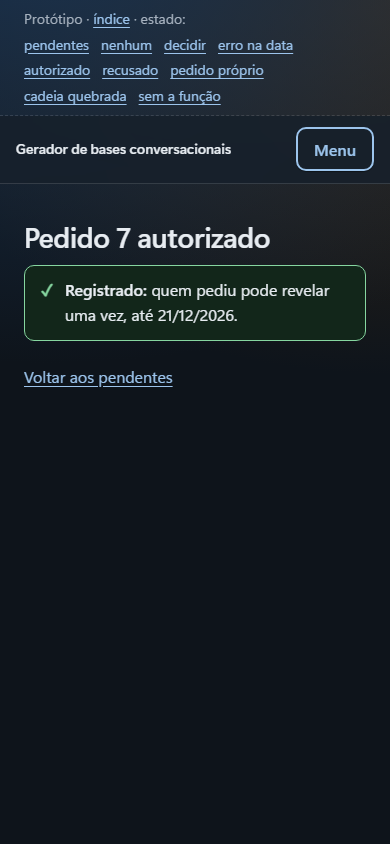 Protótipo · índice · estado:
pendentes nenhum decidir erro na data
autorizado recusado pedido próprio
cadeia quebrada sem a função
Gerador de bases conversacionais
Menu
Pedido 7 autorizado
✓ Registrado: quem pediu pode revelar
uma vez, até 21/12/2026.
Voltar aos pendentes